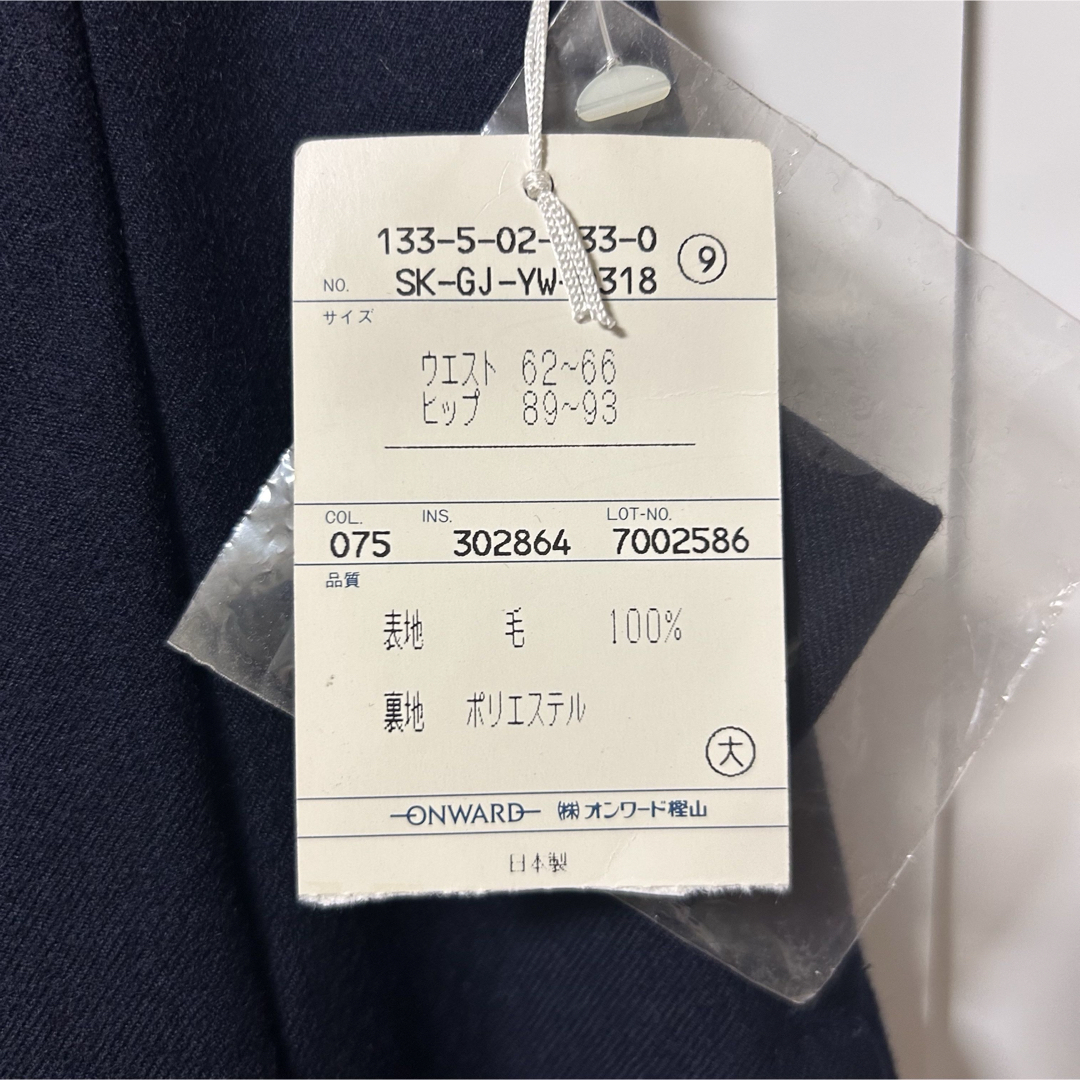 133-5-02- 33-0
⑨
NO. SK-GJ-YW- 318
サイズ
ウエスト 62~66
ヒップ 89~93
COL. INS. LOT-NO.
075 302864 7002586
品質
表地 毛 100%
裏地 ポリエステル
大
ONWARD ㈱オンワード樫山
日本製